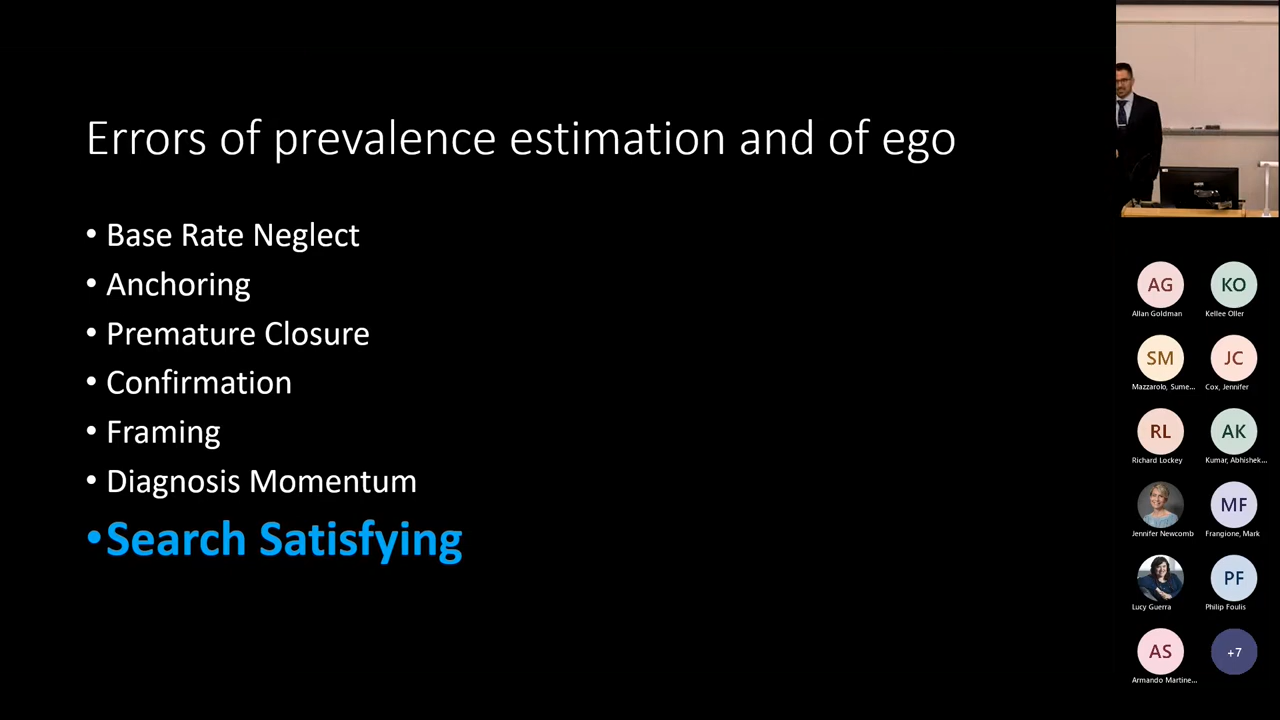 Errors of prevalence estimation and of ego
• Base Rate Neglect
• Anchoring
• Premature Closure
• Confirmation
• Framing
• Diagnosis Momentum
•Search Satisfying
AG
KO
Allan Goldman
Kellee Oller
SM
JC
Mazzarolo, Sume...
Cox, Jennifer
RL
AK
Richard Lockey
Kumar, Abhishek...
MF
Jennifer Newcomb
Frangione, Mark
PF
Lucy Guerra
Philip Foulis
AS
+7
Armando Martine...